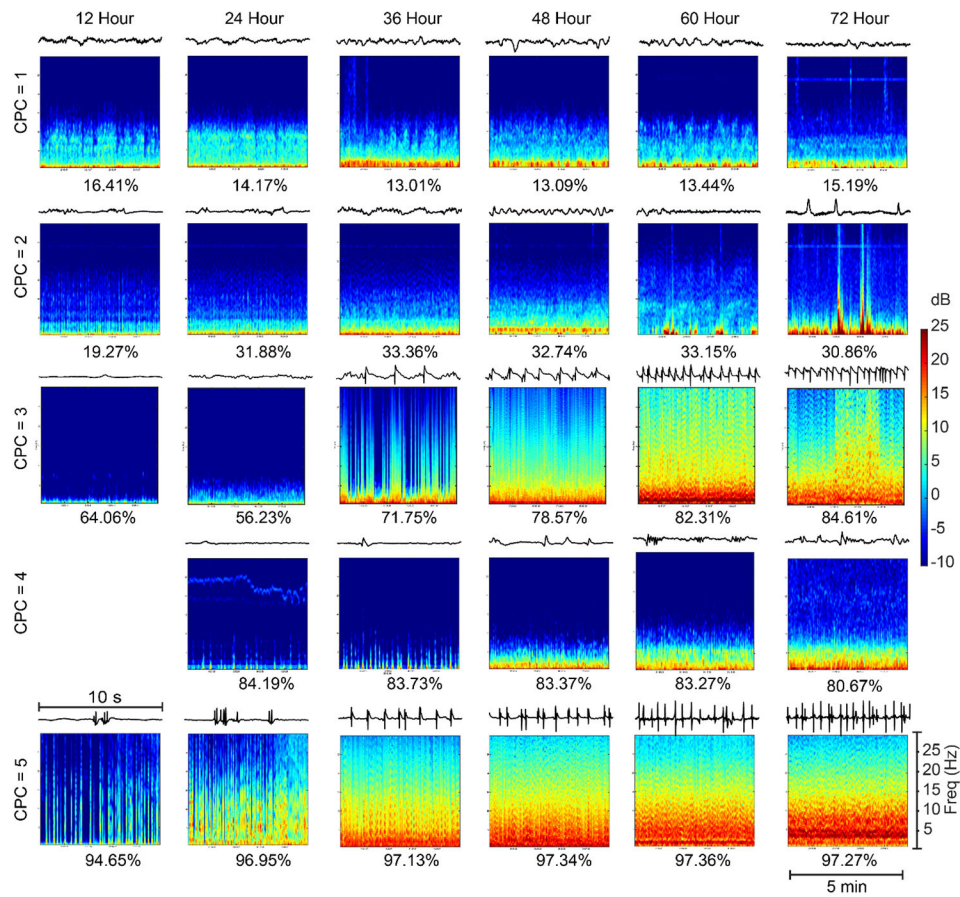 12 Hour 24 Hour 36 Hour 48 Hour 60 Hour 72 Hour
CPC = 1
16.41% 14.17% 13.01% 13.09% 13.44% 15.19%
CPC = 2
19.27% 31.88% 33.36% 32.74% 33.15% 30.86%
dB
25
20
15
10
5
0
-5
-10
CPC = 3
64.06% 56.23% 71.75% 78.57% 82.31% 84.61%
CPC = 4
84.19% 83.73% 83.37% 83.27% 80.67%
10 s
CPC = 5
25
20
15
10
5
Freq (Hz)
94.65% 96.95% 97.13% 97.34% 97.36% 97.27%
5 min